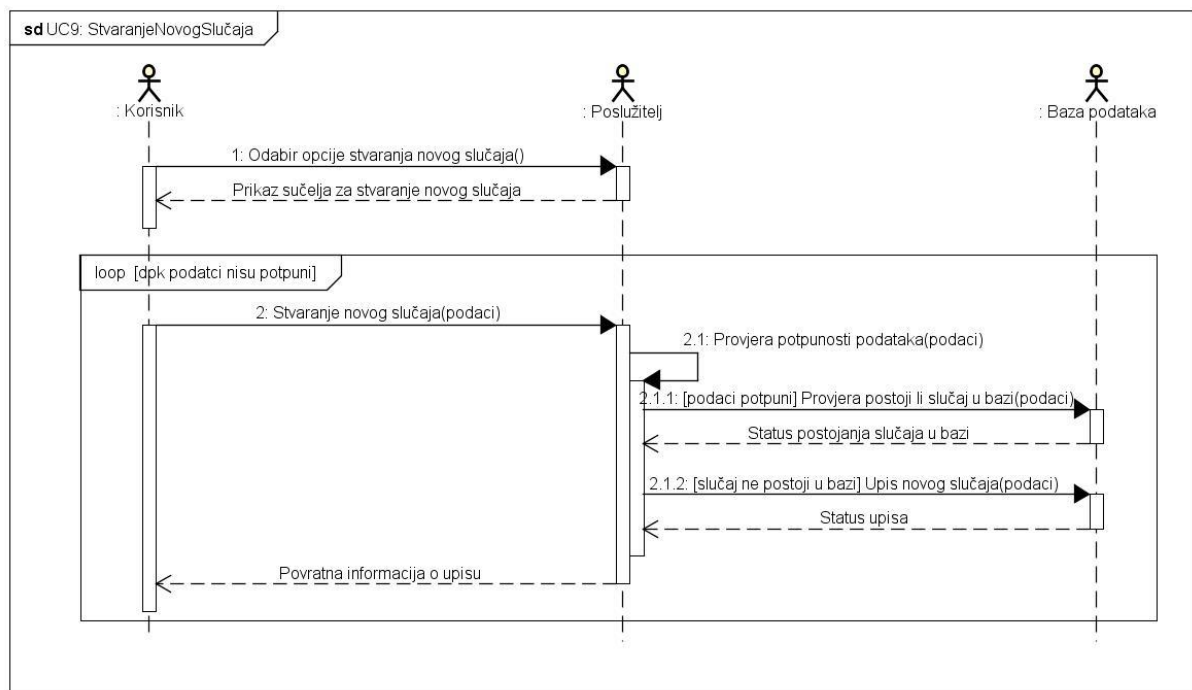 sd UC9: StvaranjeNovogSlučaja
: Korisnik
: Poslužitelj
: Baza podataka
1: Odabir opcije stvaranja novog slučaja()
Prikaz sučelja za stvaranje novog slučaja
loop [dpk podatci nisu potpuni]
2: Stvaranje novog slučaja(podaci)
2.1: Provjera potpunosti podataka(podaci)
2.1.1: [podaci potpuni] Provjera postoji li slučaj u bazi(podaci)
Status postojanja slučaja u bazi
2.1.2: [slučaj ne postoji u bazi] Upis novog slučaja(podaci)
Status upisa
Povratna informacija o upisu